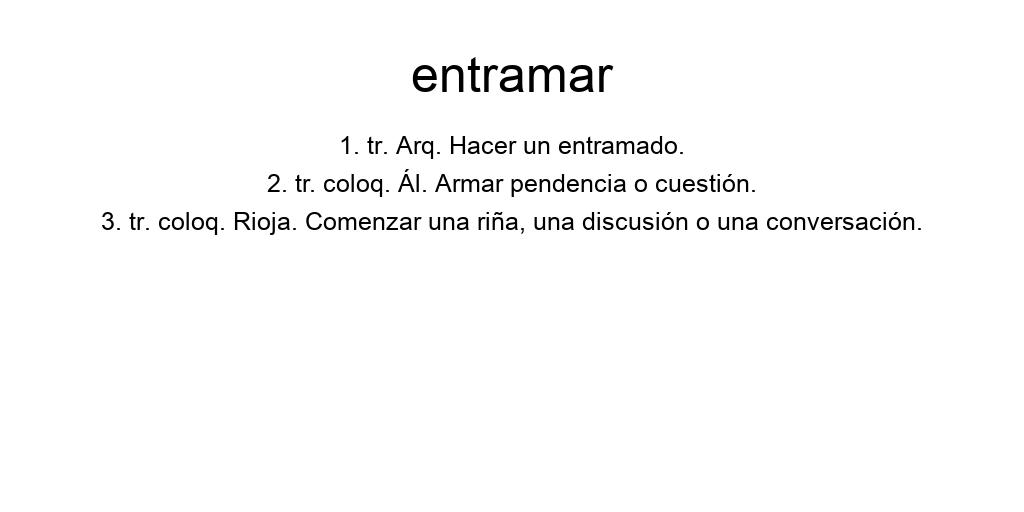 entramar
1. tr. Arq. Hacer un entramado.
2. tr. coloq. Ál. Armar pendencia o cuestión.
3. tr. coloq. Rioja. Comenzar una riña, una discusión o una conversación.